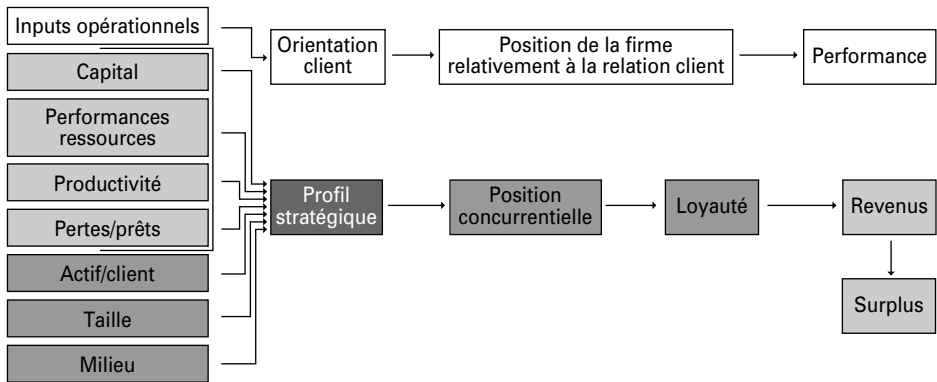 Inputs opérationnels
Orientation
client
Position de la firme
relativement à la relation client
Performance
Capital
Performances
ressources
Productivité
Pertes/prêts
Actif/client
Taille
Milieu
Profil
stratégique
Position
concurrentielle
Loyauté
Revenus
Surplus